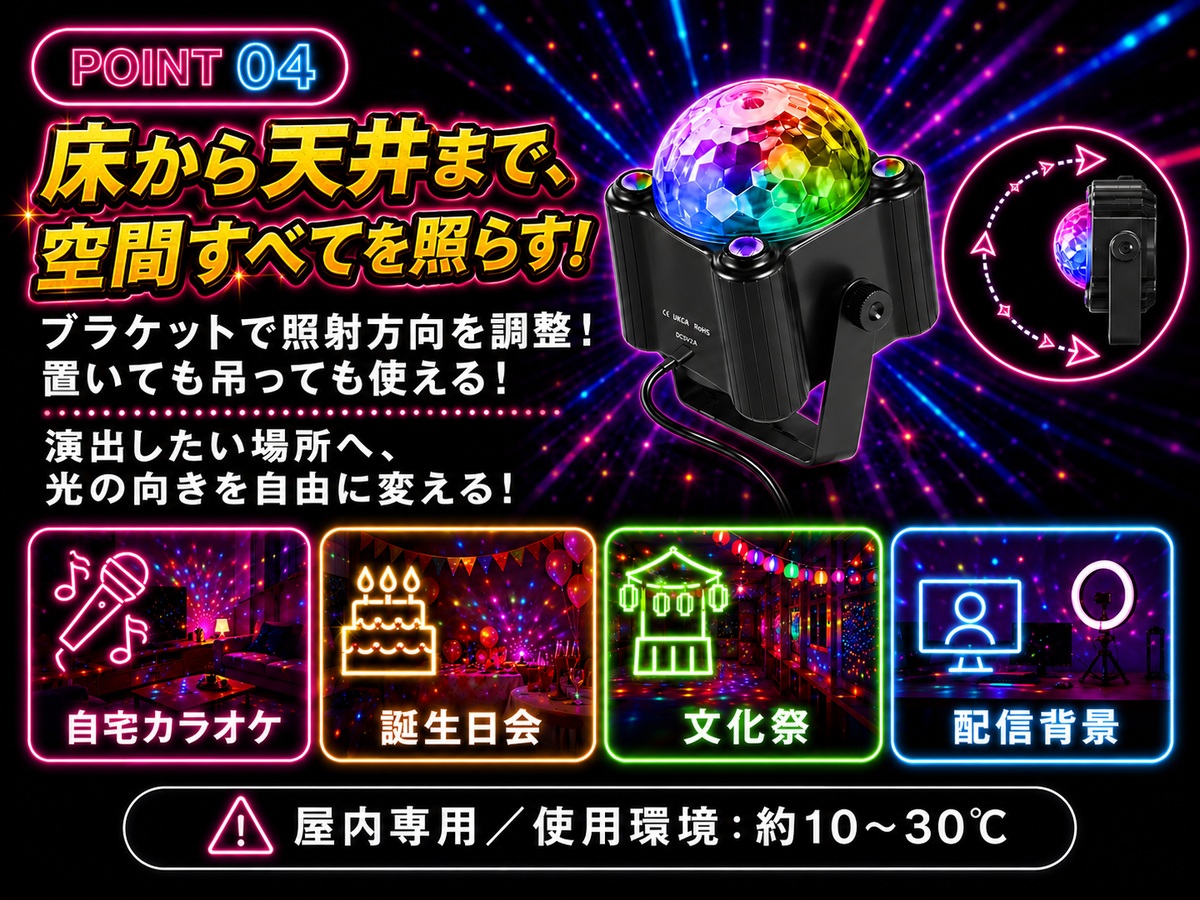 POINT 04
床から天井まで、
空間すべてを照らす!
ブラケットで照射方向を調整!
置いても吊っても使える!
演出したい場所へ、
光の向きを自由に変える!
CE UKCA RoHS
DC5V2A
自宅カラオケ
誕生日会
文化祭
配信背景
屋内専用／使用環境：約10～30℃